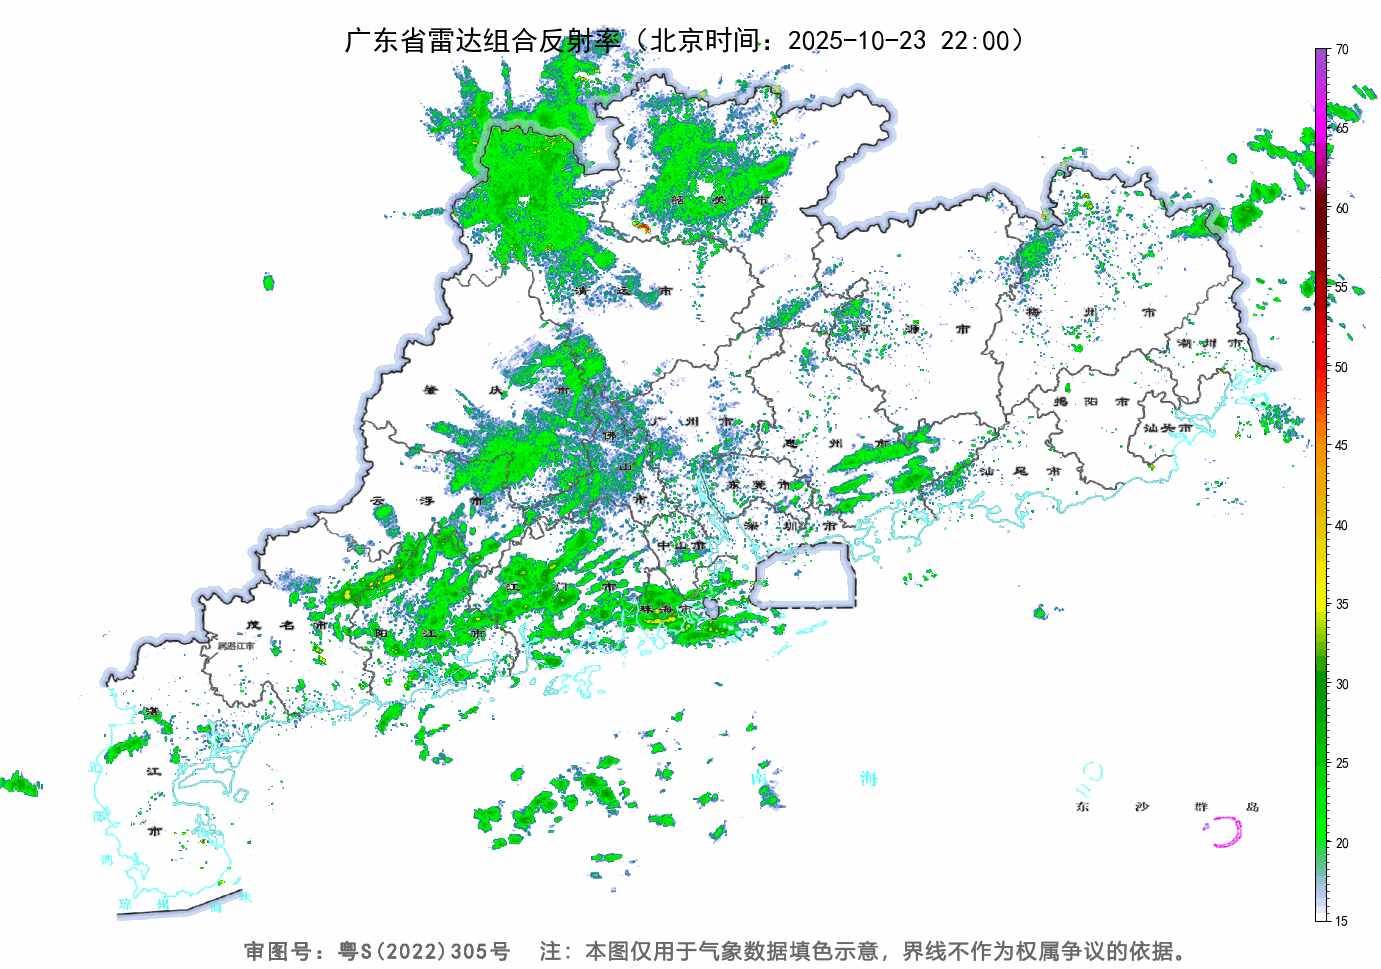 广东省雷达组合反射率（北京时间：2025-10-23 22:00）
70
65
60
55
50
45
40
35
30
25
20
15
韶 关 市
清 远 市
河 源 市
梅 州 市
潮 州 市
肇 庆 市
广 州 市
揭 阳 市
汕头市
佛 山 市
惠 州 市
汕 尾 市
东 莞 市
云 浮 市
深 圳 市
中山市
江 门 市
珠海市
茂 名 市
阳 江 市
属湛江市
湛 江 市
北 部 湾
南 海
东 沙 群 岛
琼 州 海 峡
审图号：粤S(2022)305号 注：本图仅用于气象数据填色示意，界线不作为权属争议的依据。